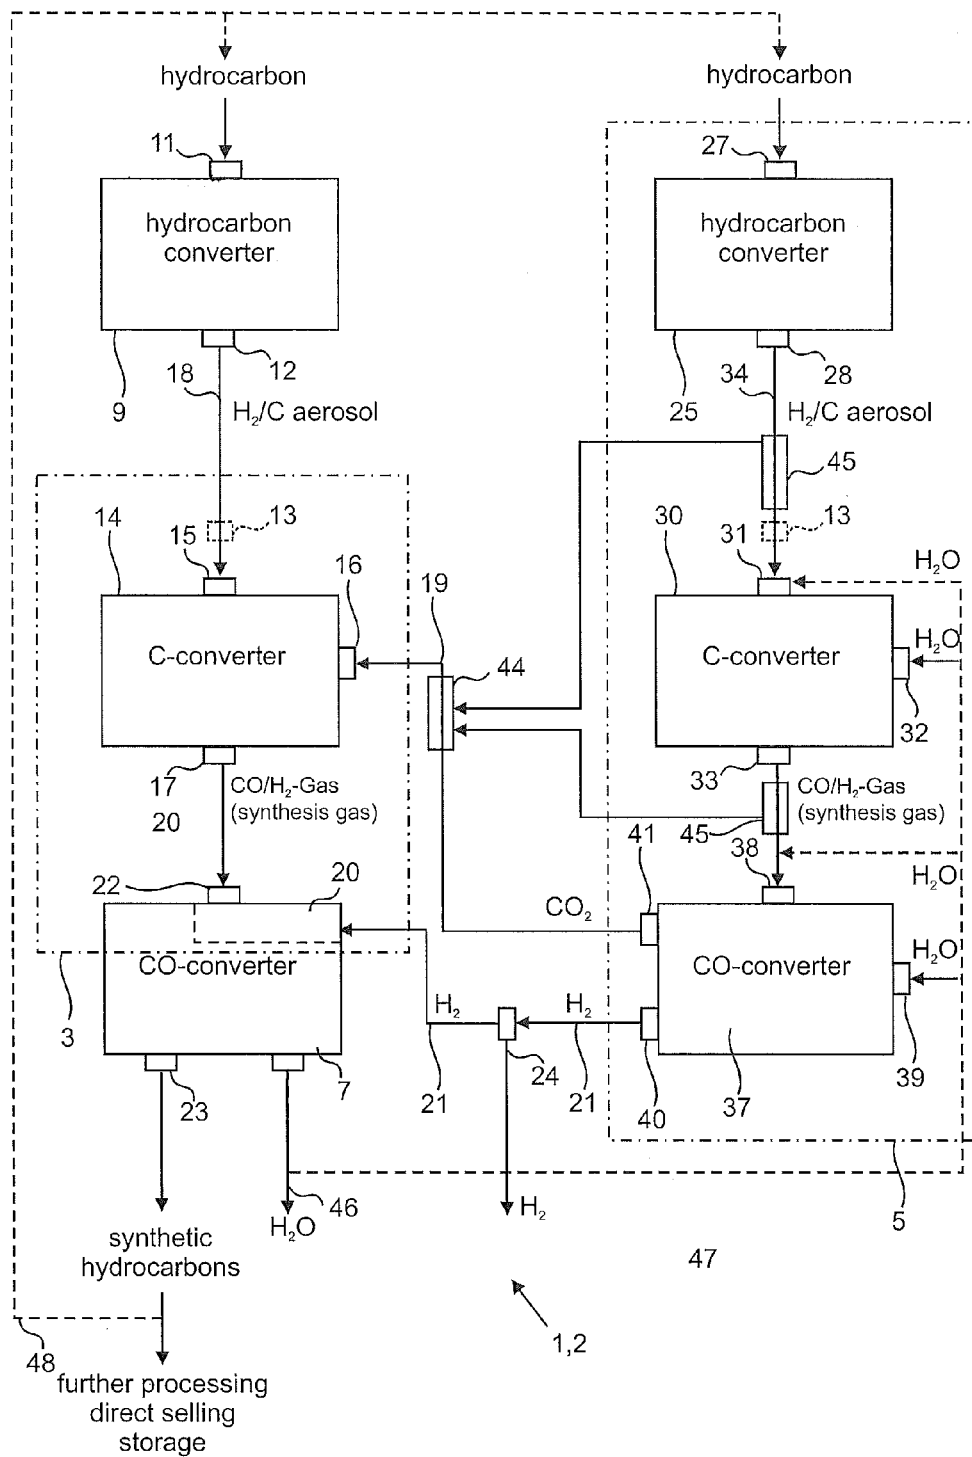 hydrocarbon
hydrocarbon
11
27
hydrocarbon
converter
hydrocarbon
converter
9
18
12
H₂/C aerosol
25
34
28
H₂/C aerosol
45
14
15
13
16
19
30
31
13
H₂O
C-converter
44
C-converter
H₂O
32
17
CO/H₂-Gas
(synthesis gas)
20
33
CO/H₂-Gas
(synthesis gas)
45
41
38
H₂O
22
20
CO₂
CO-converter
CO-converter
H₂O
3
H₂
H₂
7
23
21
24
21
40
37
39
46
H₂O
H₂
5
synthetic
hydrocarbons
47
1,2
48
further processing
direct selling
storage